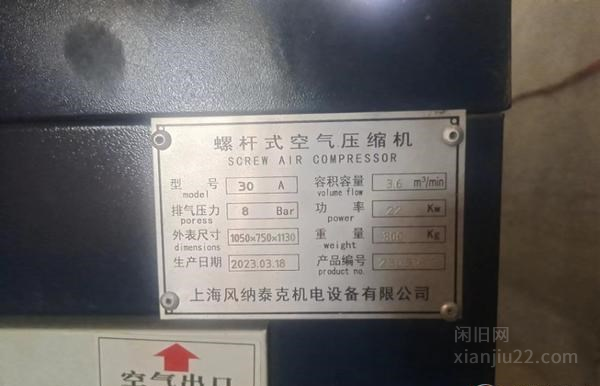 螺杆式空气压缩机
SCREW AIR COMPRESSOR
型号 30 A 容积容量 3.6 m³/min
model volume flow
排气压力 8 Bar 功率 22 Kw
poress power
外表尺寸 1050×750×1130 重量 Kg
dimensions weight
生产日期 2023.03.18 产品编号
product no.
上海风纳泰克机电设备有限公司
空气出口
闲旧网
xianjiu22.com